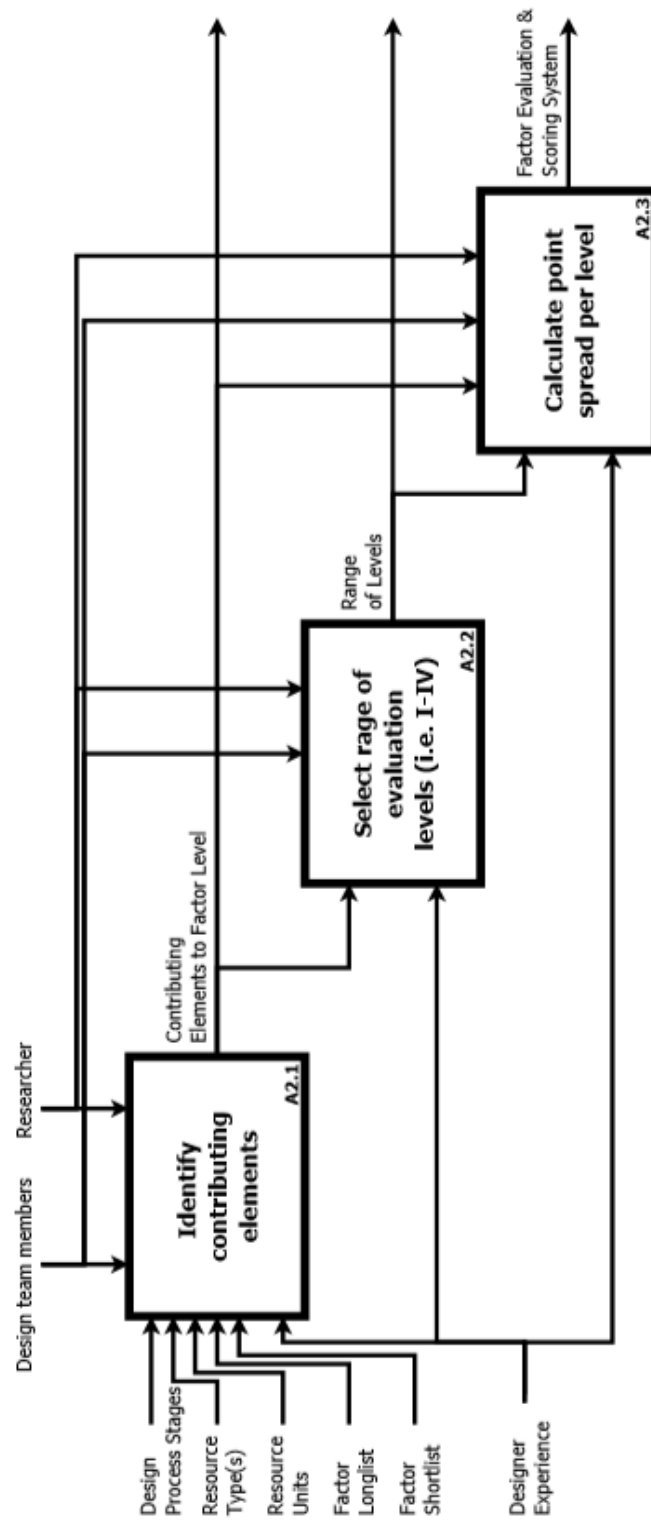 Design team members
Researcher
Design
Process Stages
Resource
Type(s)
Resource
Units
Factor
Longlist
Factor
Shortlist
Designer
Experience
Identify
contributing
elements
A2.1
Contributing
Elements to Factor Level
Select rage of
evaluation
levels (i.e. I-IV)
A2.2
Range
of Levels
Calculate point
spread per level
A2.3
Factor Evaluation &
Scoring System